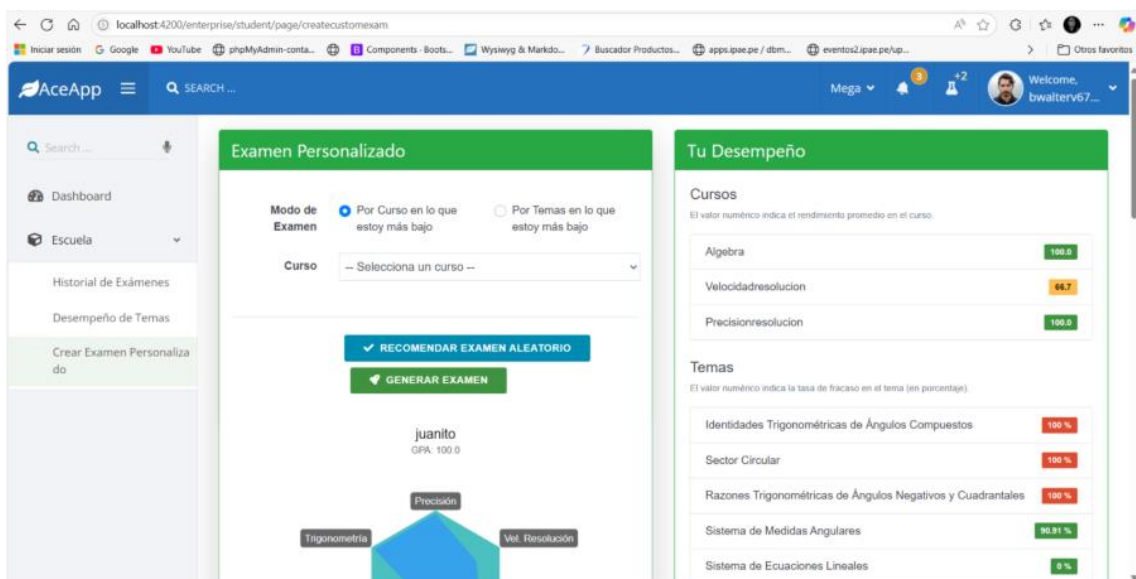 localhost:4200/enterprise/student/page/createcustomexam
Iniciar sesión
Google
YouTube
phpMyAdmin-conta...
Components - Boots...
Wysiwyg & Markdo...
Buscador Productos...
apps.ipae.pe / dbm...
eventos2.ipae.pe/up...
Otros favoritos
AceApp
SEARCH ...
Mega
3
+2
Welcome,
bwalterv67...
Search ...
Dashboard
Escuela
Historial de Exámenes
Desempeño de Temas
Crear Examen Personaliza
do
Examen Personalizado
Modo de
Examen
Por Curso en lo que
estoy más bajo
Por Temas en lo que
estoy más bajo
Curso
-- Selecciona un curso --
RECOMENDAR EXAMEN ALEATORIO
GENERAR EXAMEN
juanito
GPA: 100.0
Precisión
Trigonometría
Vel. Resolución
Tu Desempeño
Cursos
El valor numérico indica el rendimiento promedio en el curso.
Algebra 100.0
Velocidadresolucion 66.7
Precisionresolucion 100.0
Temas
El valor numérico indica la tasa de fracaso en el tema (en porcentaje).
Identidades Trigonométricas de Ángulos Compuestos 100 %
Sector Circular 100 %
Razones Trigonométricas de Ángulos Negativos y Cuadrantales 100 %
Sistema de Medidas Angulares 90.91 %
Sistema de Ecuaciones Lineales 0 %